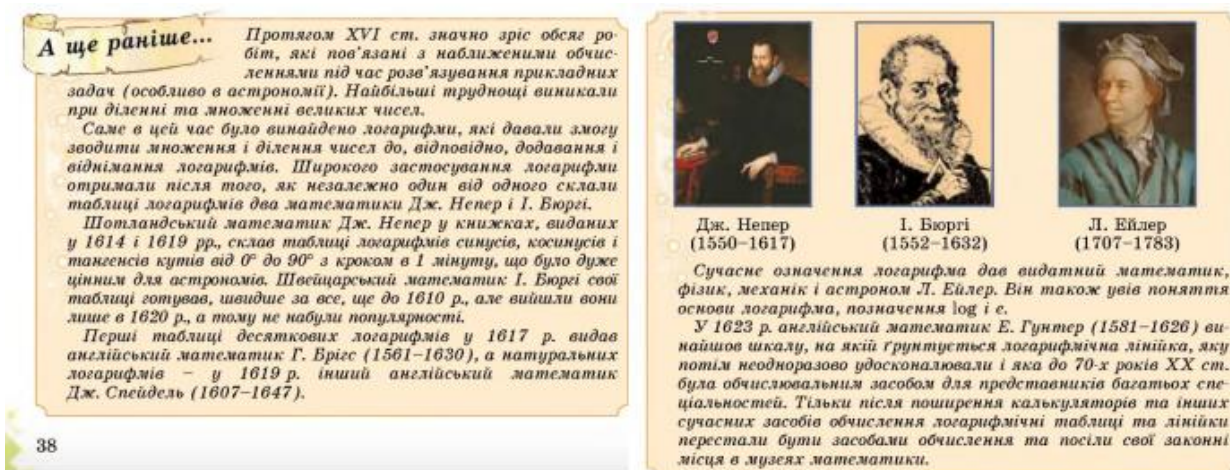 А ще раніше...
Протягом XVI ст. значно зріс обсяг ро-
біт, які пов'язані з наближеними обчис-
леннями під час розв'язування прикладних
задач (особливо в астрономії). Найбільші труднощі виникали
при діленні та множенні великих чисел.
Саме в цей час було винайдено логарифми, які давали змогу
зводити множення і ділення чисел до, відповідно, додавання і
віднімання логарифмів. Широкого застосування логарифми
отримали після того, як незалежно один від одного склали
таблиці логарифмів два математики Дж. Непер і І. Бюргі.
Шотландський математик Дж. Непер у книжках, виданих
у 1614 і 1619 рр., склав таблиці логарифмів синусів, косинусів і
тангенсів кутів від 0° до 90° з кроком в 1 мінуту, що було дуже
цінним для астрономів. Швейцарський математик І. Бюргі свої
таблиці готував, швидше за все, ще до 1610 р., але вийшли вони
лише в 1620 р., а тому не набули популярності.
Перші таблиці десяткових логарифмів у 1617 р. видав
англійський математик Г. Брігс (1561–1630), а натуральних
логарифмів – у 1619 р. інший англійський математик
Дж. Спейдель (1607–1647).
38
Дж. Непер
(1550–1617)
І. Бюргі
(1552–1632)
Л. Ейлер
(1707–1783)
Сучасне означення логарифма дав видатний математик,
фізик, механік і астроном Л. Ейлер. Він також увів поняття
основи логарифма, позначення log і e.
У 1623 р. англійський математик Е. Гунтер (1581–1626) ви-
найшов шкалу, на якій ґрунтується логарифмічна лінійка, яку
потім неодноразово удосконалювали і яка до 70-х років XX ст.
була обчислювальним засобом для представників багатьох спе-
ціальностей. Тільки після поширення калькуляторів та інших
сучасних засобів обчислення логарифмічні таблиці та лінійки
перестали бути засобами обчислення та посіли свої законні
місця в музеях математики.